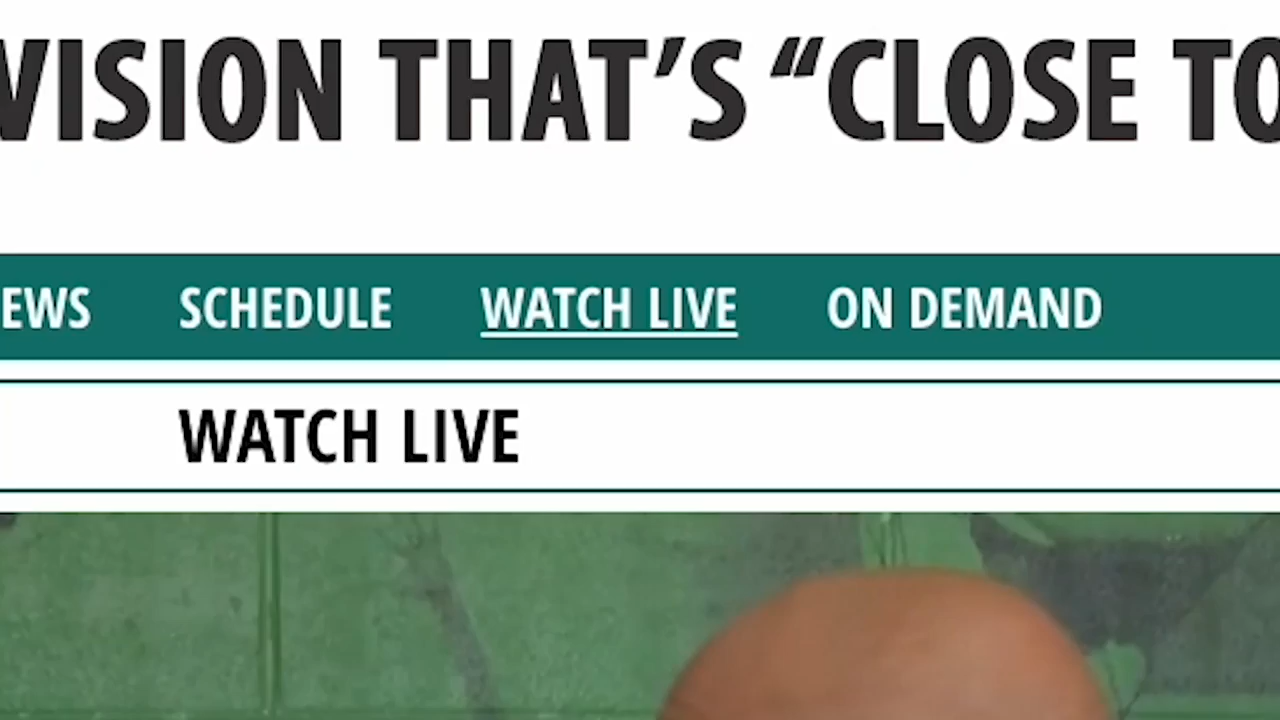 VISION THAT’S “CLOSE TO
EWS SCHEDULE WATCH LIVE ON DEMAND
WATCH LIVE